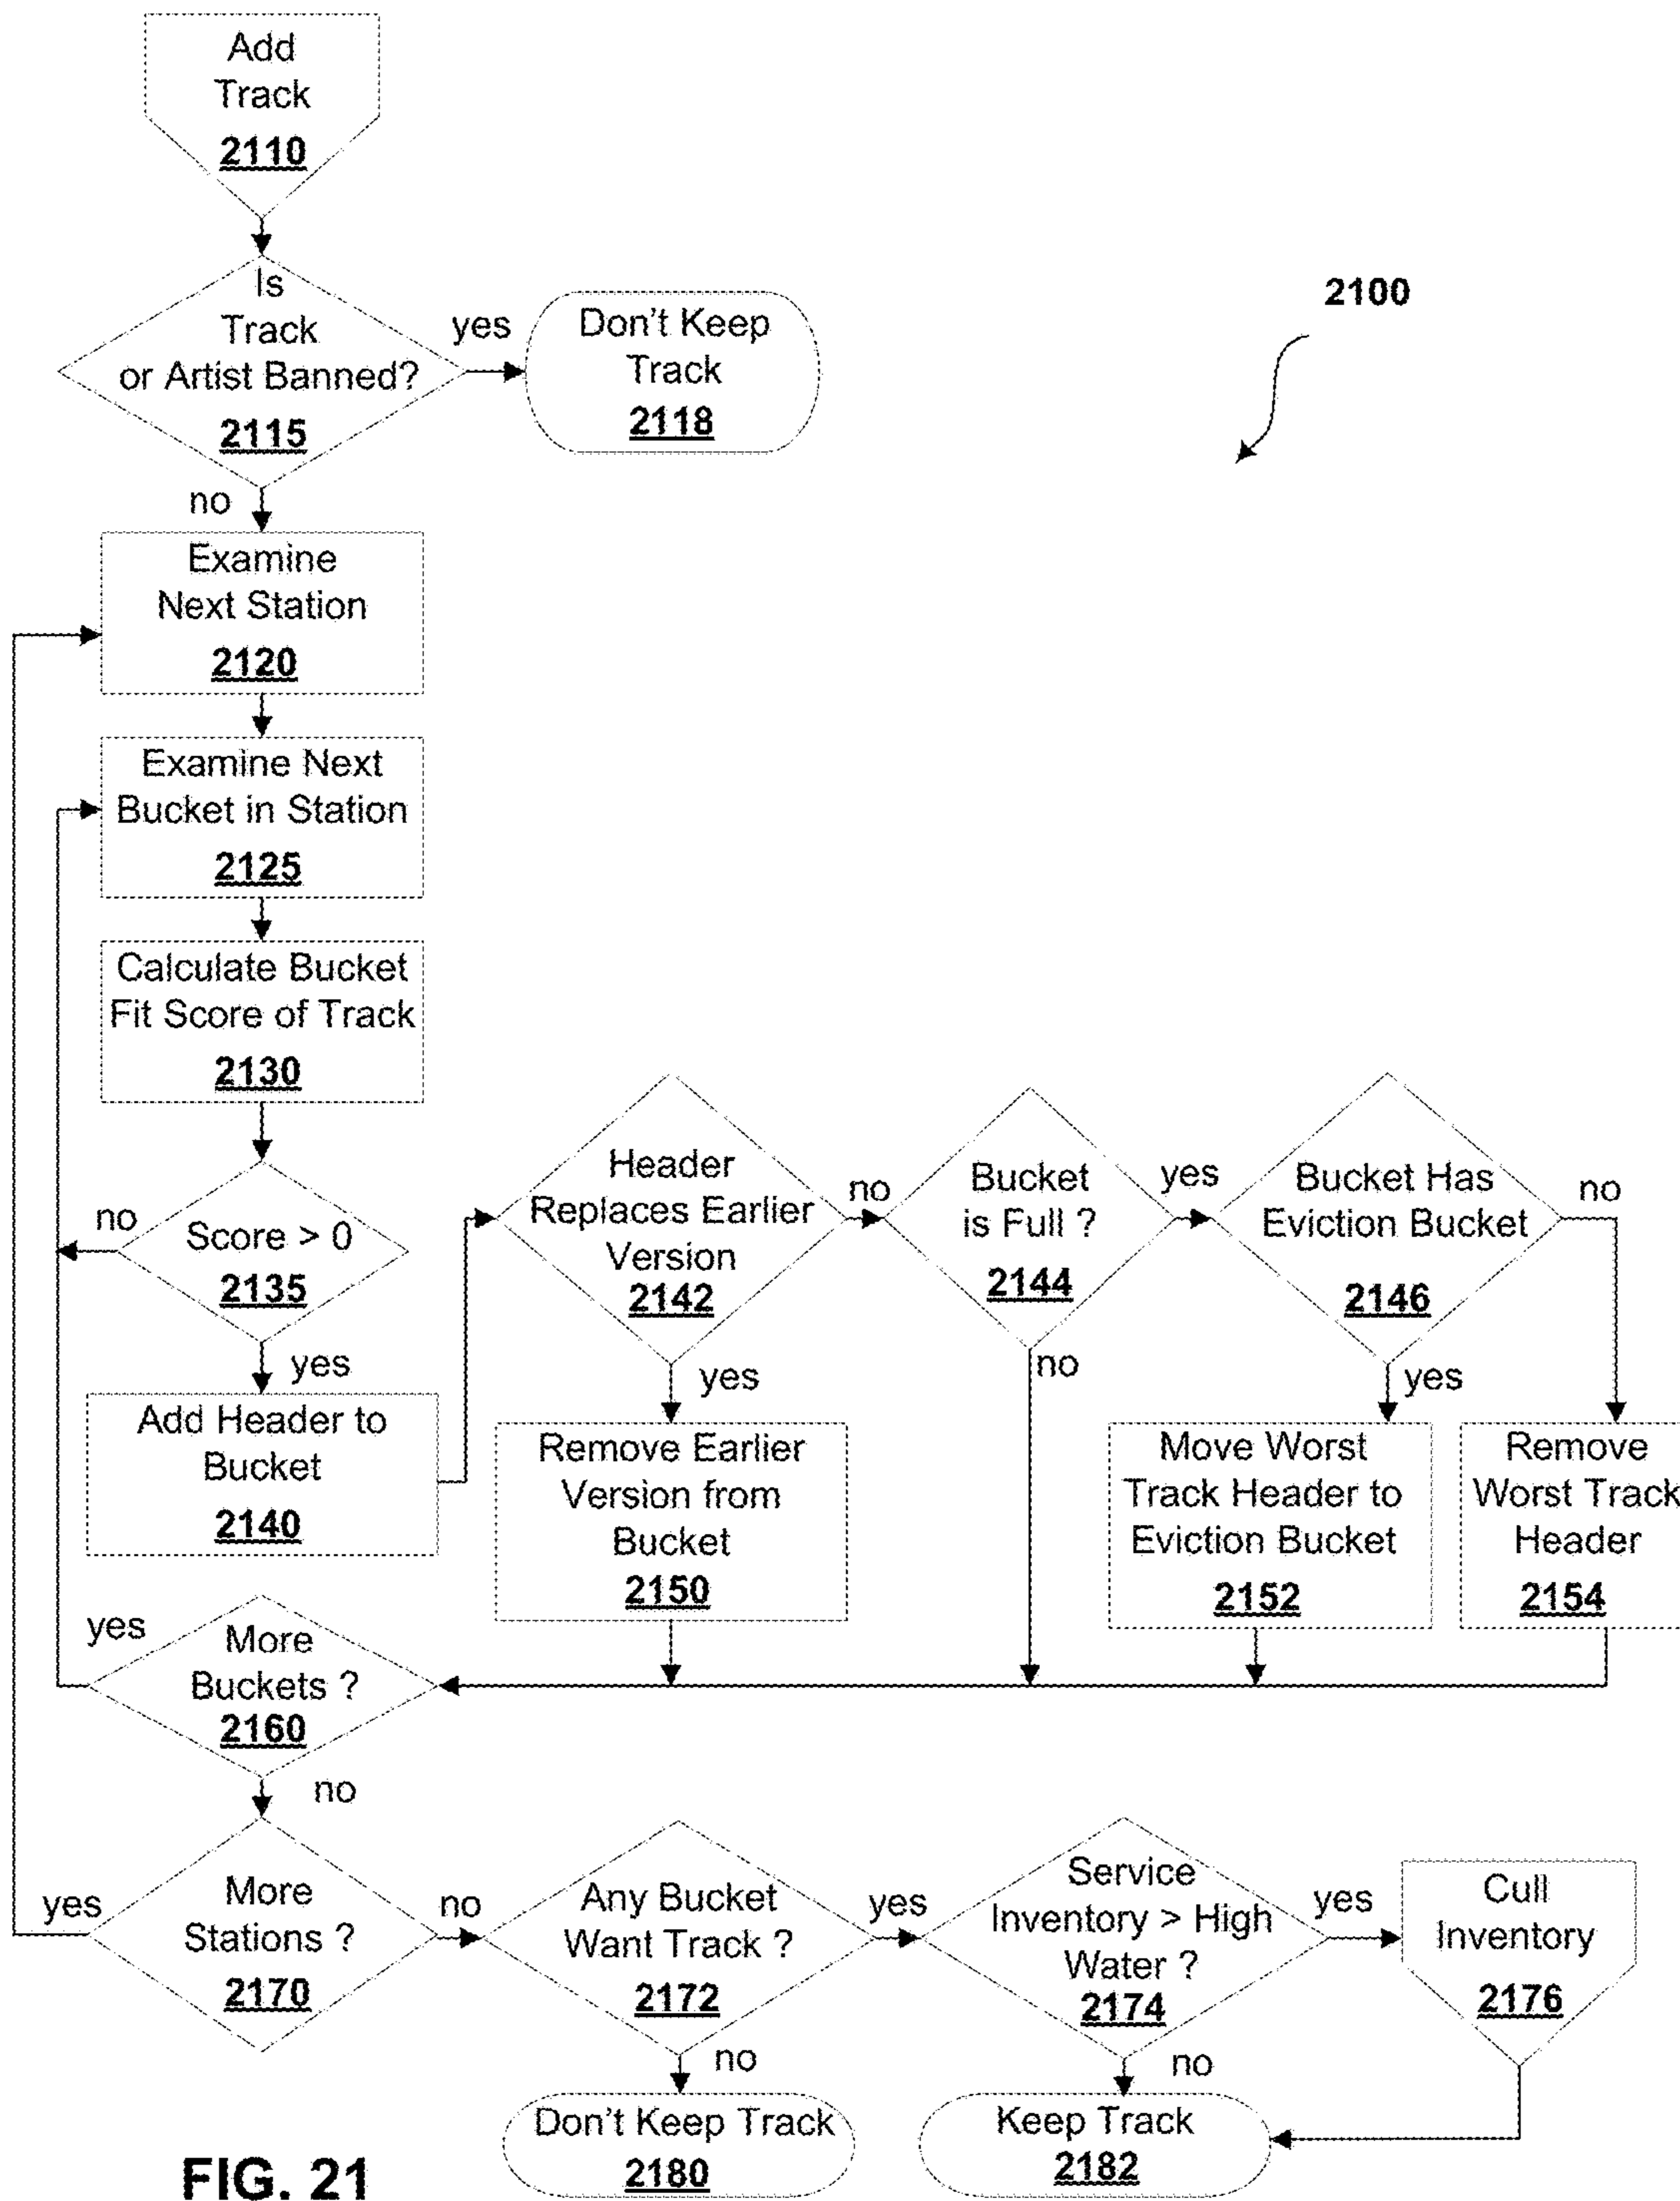 Add
Track
2110
Is
Track
or Artist Banned?
2115
yes
Don't Keep
Track
2118
2100
no
Examine
Next Station
2120
Examine Next
Bucket in Station
2125
Calculate Bucket
Fit Score of Track
2130
no
Score > 0
2135
yes
Header
Replaces Earlier
Version
2142
no
Bucket
is Full ?
2144
yes
Bucket Has
Eviction Bucket
2146
no
Add Header to
Bucket
2140
yes
Remove Earlier
Version from
Bucket
2150
no
yes
Move Worst
Track Header to
Eviction Bucket
2152
Remove
Worst Track
Header
2154
yes
More
Buckets ?
2160
no
yes
More
Stations ?
2170
no
Any Bucket
Want Track ?
2172
yes
Service
Inventory > High
Water ?
2174
yes
Cull
Inventory
2176
no
Don't Keep Track
2180
no
Keep Track
2182
FIG. 21